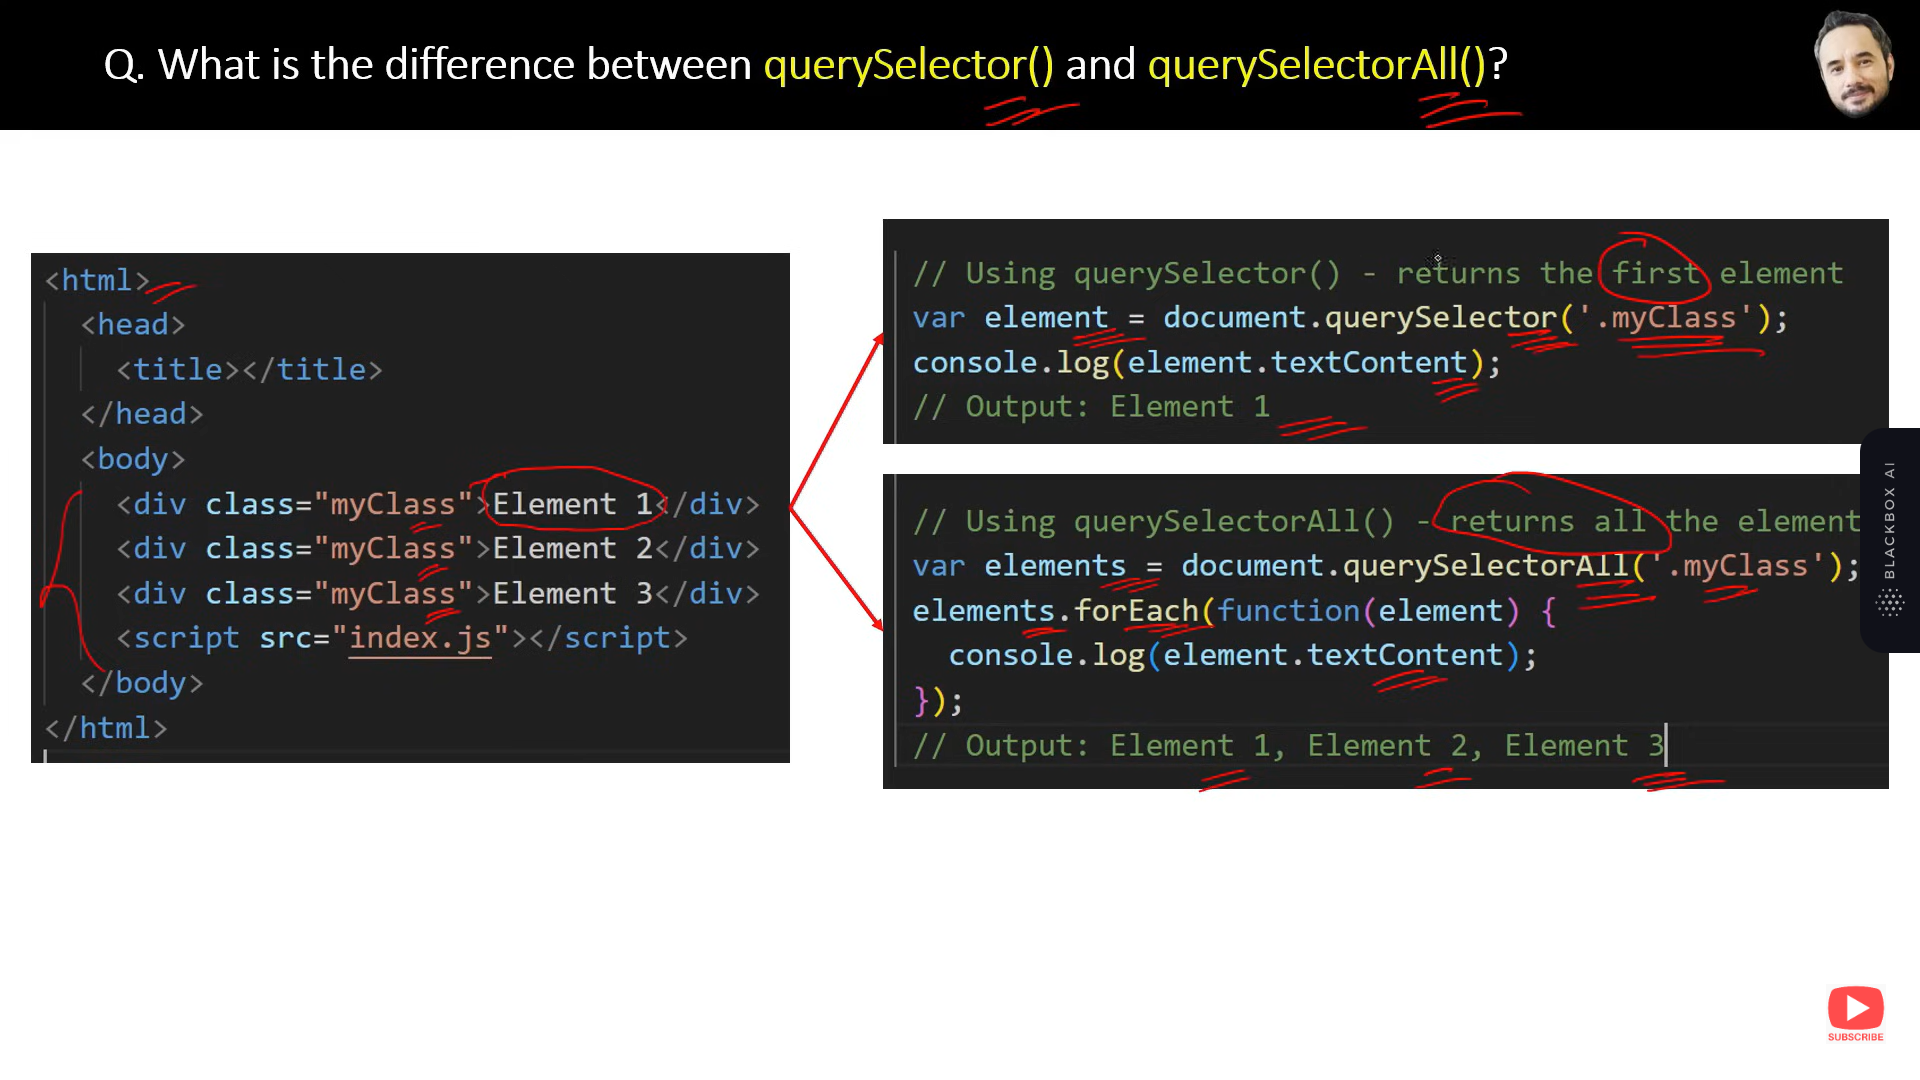 Q. What is the difference between querySelector() and querySelectorAll()?
<html>
<head>
<title></title>
</head>
<body>
<div class="myClass">Element 1</div>
<div class="myClass">Element 2</div>
<div class="myClass">Element 3</div>
<script src="index.js"></script>
</body>
</html>
// Using querySelector() - returns the first element
var element = document.querySelector('.myClass');
console.log(element.textContent);
// Output: Element 1
// Using querySelectorAll() - returns all the element
var elements = document.querySelectorAll('.myClass');
elements.forEach(function(element) {
console.log(element.textContent);
});
// Output: Element 1, Element 2, Element 3
BLACKBOX AI
SUBSCRIBE